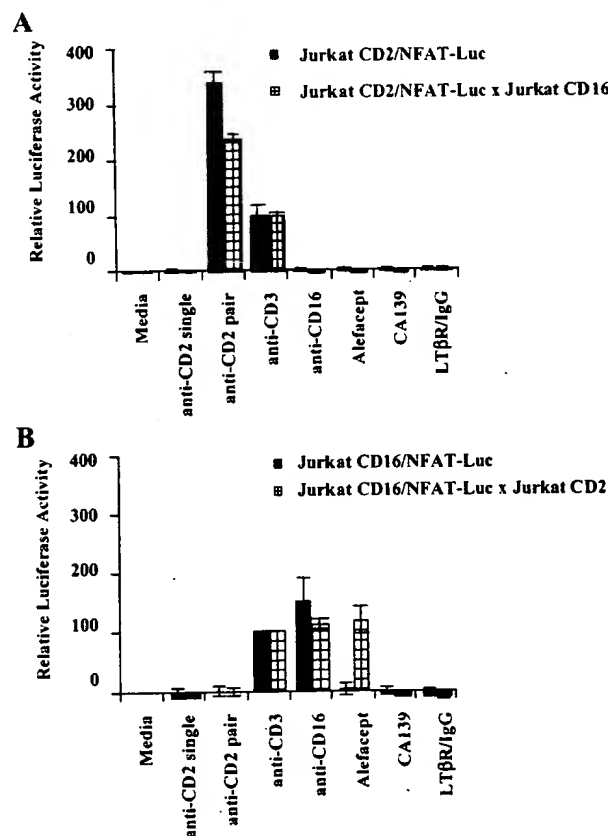 A
Relative Luciferase Activity
400
300
200
100
0
Jurkat CD2/NFAT-Luc
Jurkat CD2/NFAT-Luc x Jurkat CD16
Media
anti-CD2 single
anti-CD2 pair
anti-CD3
anti-CD16
Alefacept
CA139
LTβR/IgG
B
Relative Luciferase Activity
400
300
200
100
0
Jurkat CD16/NFAT-Luc
Jurkat CD16/NFAT-Luc x Jurkat CD2
Media
anti-CD2 single
anti-CD2 pair
anti-CD3
anti-CD16
Alefacept
CA139
LTβR/IgG